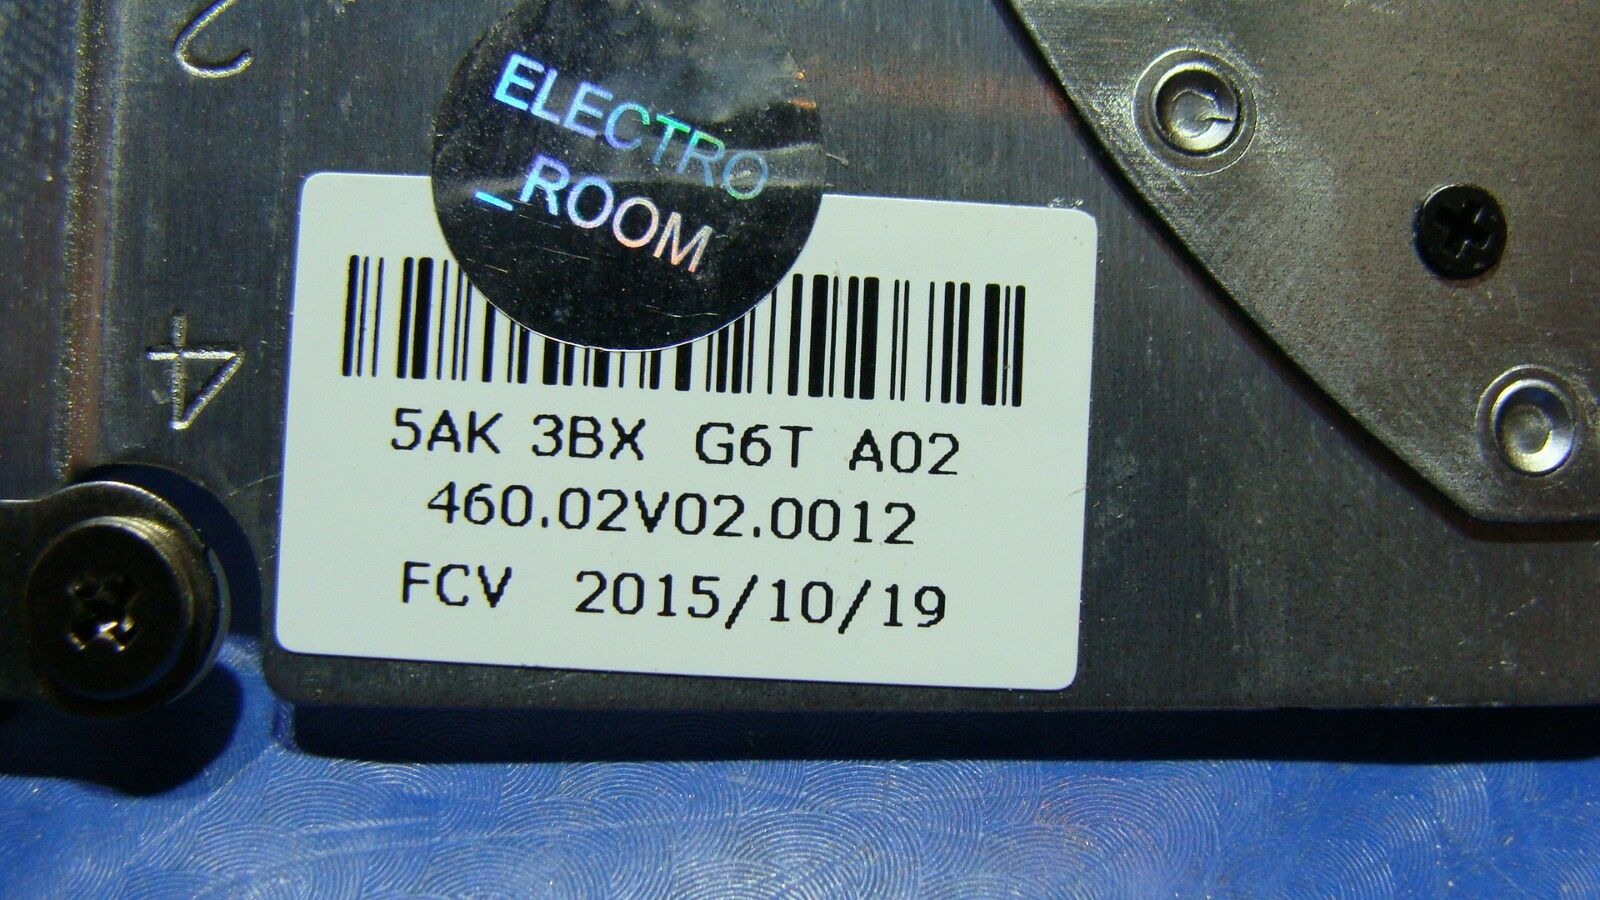 2
ELECTRO
_ROOM
4
5AK 3BX G6T A02
460.02V02.0012
FCV 2015/10/19